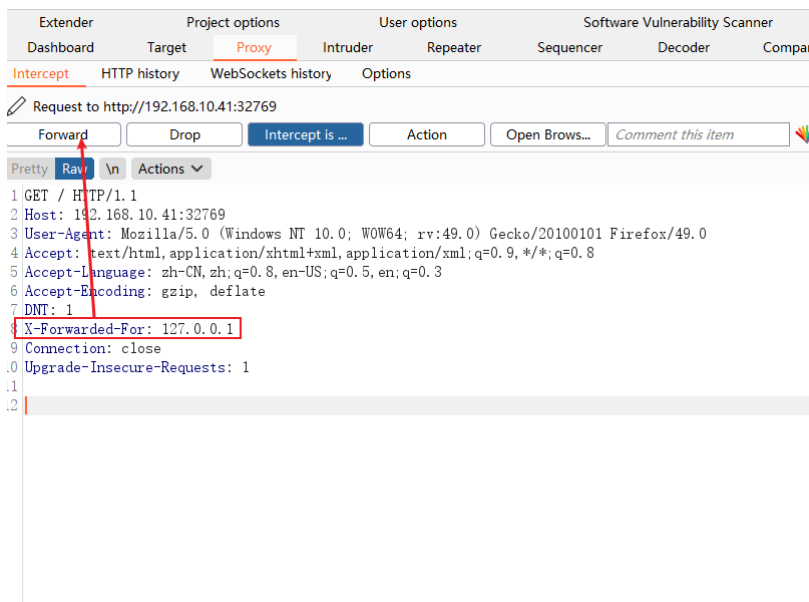 Extender Project options User options Software Vulnerability Scanner
Dashboard Target Proxy Intruder Repeater Sequencer Decoder
Intercept HTTP history WebSockets history Options
Request to http://192.168.10.41:32769
Forward Drop Intercept is ... Action Open Brows... Comment this item
Pretty Raw \n Actions
1 GET / HTTP/1.1
2 Host: 192.168.10.41:32769
3 User-Agent: Mozilla/5.0 (Windows NT 10.0; WOW64; rv:49.0) Gecko/20100101 Firefox/49.0
4 Accept: text/html,application/xhtml+xml,application/xml;q=0.9,*/*;q=0.8
5 Accept-Language: zh-CN,zh;q=0.8,en-US;q=0.5,en;q=0.3
6 Accept-Encoding: gzip, deflate
7 DNT: 1
8 X-Forwarded-For: 127.0.0.1
9 Connection: close
0 Upgrade-Insecure-Requests: 1
1
2